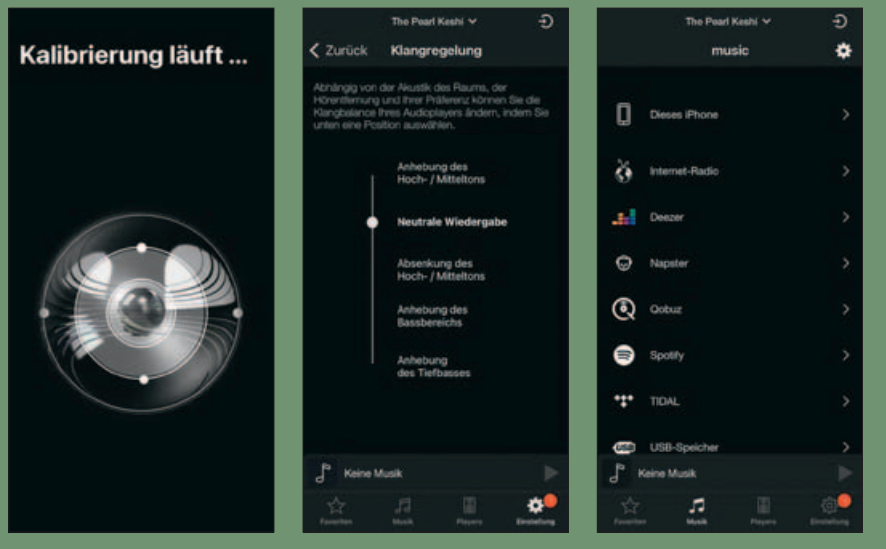 Kalibrierung läuft ...
The Pearl Keshi
Zurück
Klangregelung
Abhängig von der Akustik des Raums, der
Hörentfernung und Ihrer Präferenz können Sie die
Klangbalance Ihres Audioplayers ändern, indem Sie
unten eine Position auswählen.
Anhebung des
Hoch- / Mitteltons
Neutrale Wiedergabe
Absenkung des
Hoch- / Mitteltons
Anhebung des
Bassbereichs
Anhebung
des Tiefbasses
Keine Musik
Favoriten
Musik
Players
Einstellung
The Pearl Keshi
music
Dieses iPhone
Internet-Radio
Deezer
Napster
Qobuz
Spotify
TIDAL
USB-Speicher
Keine Musik
Favoriten
Musik
Players
Einstellung